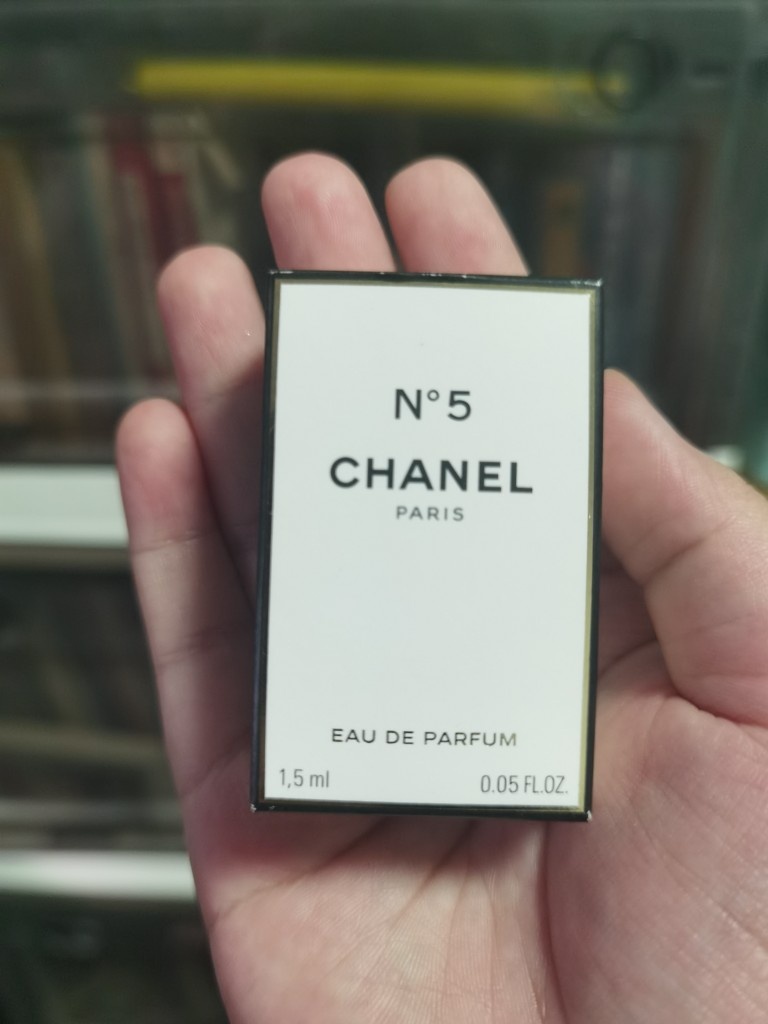 N°5
CHANEL
PARIS
EAU DE PARFUM
1,5 ml 0.05 FL.OZ.